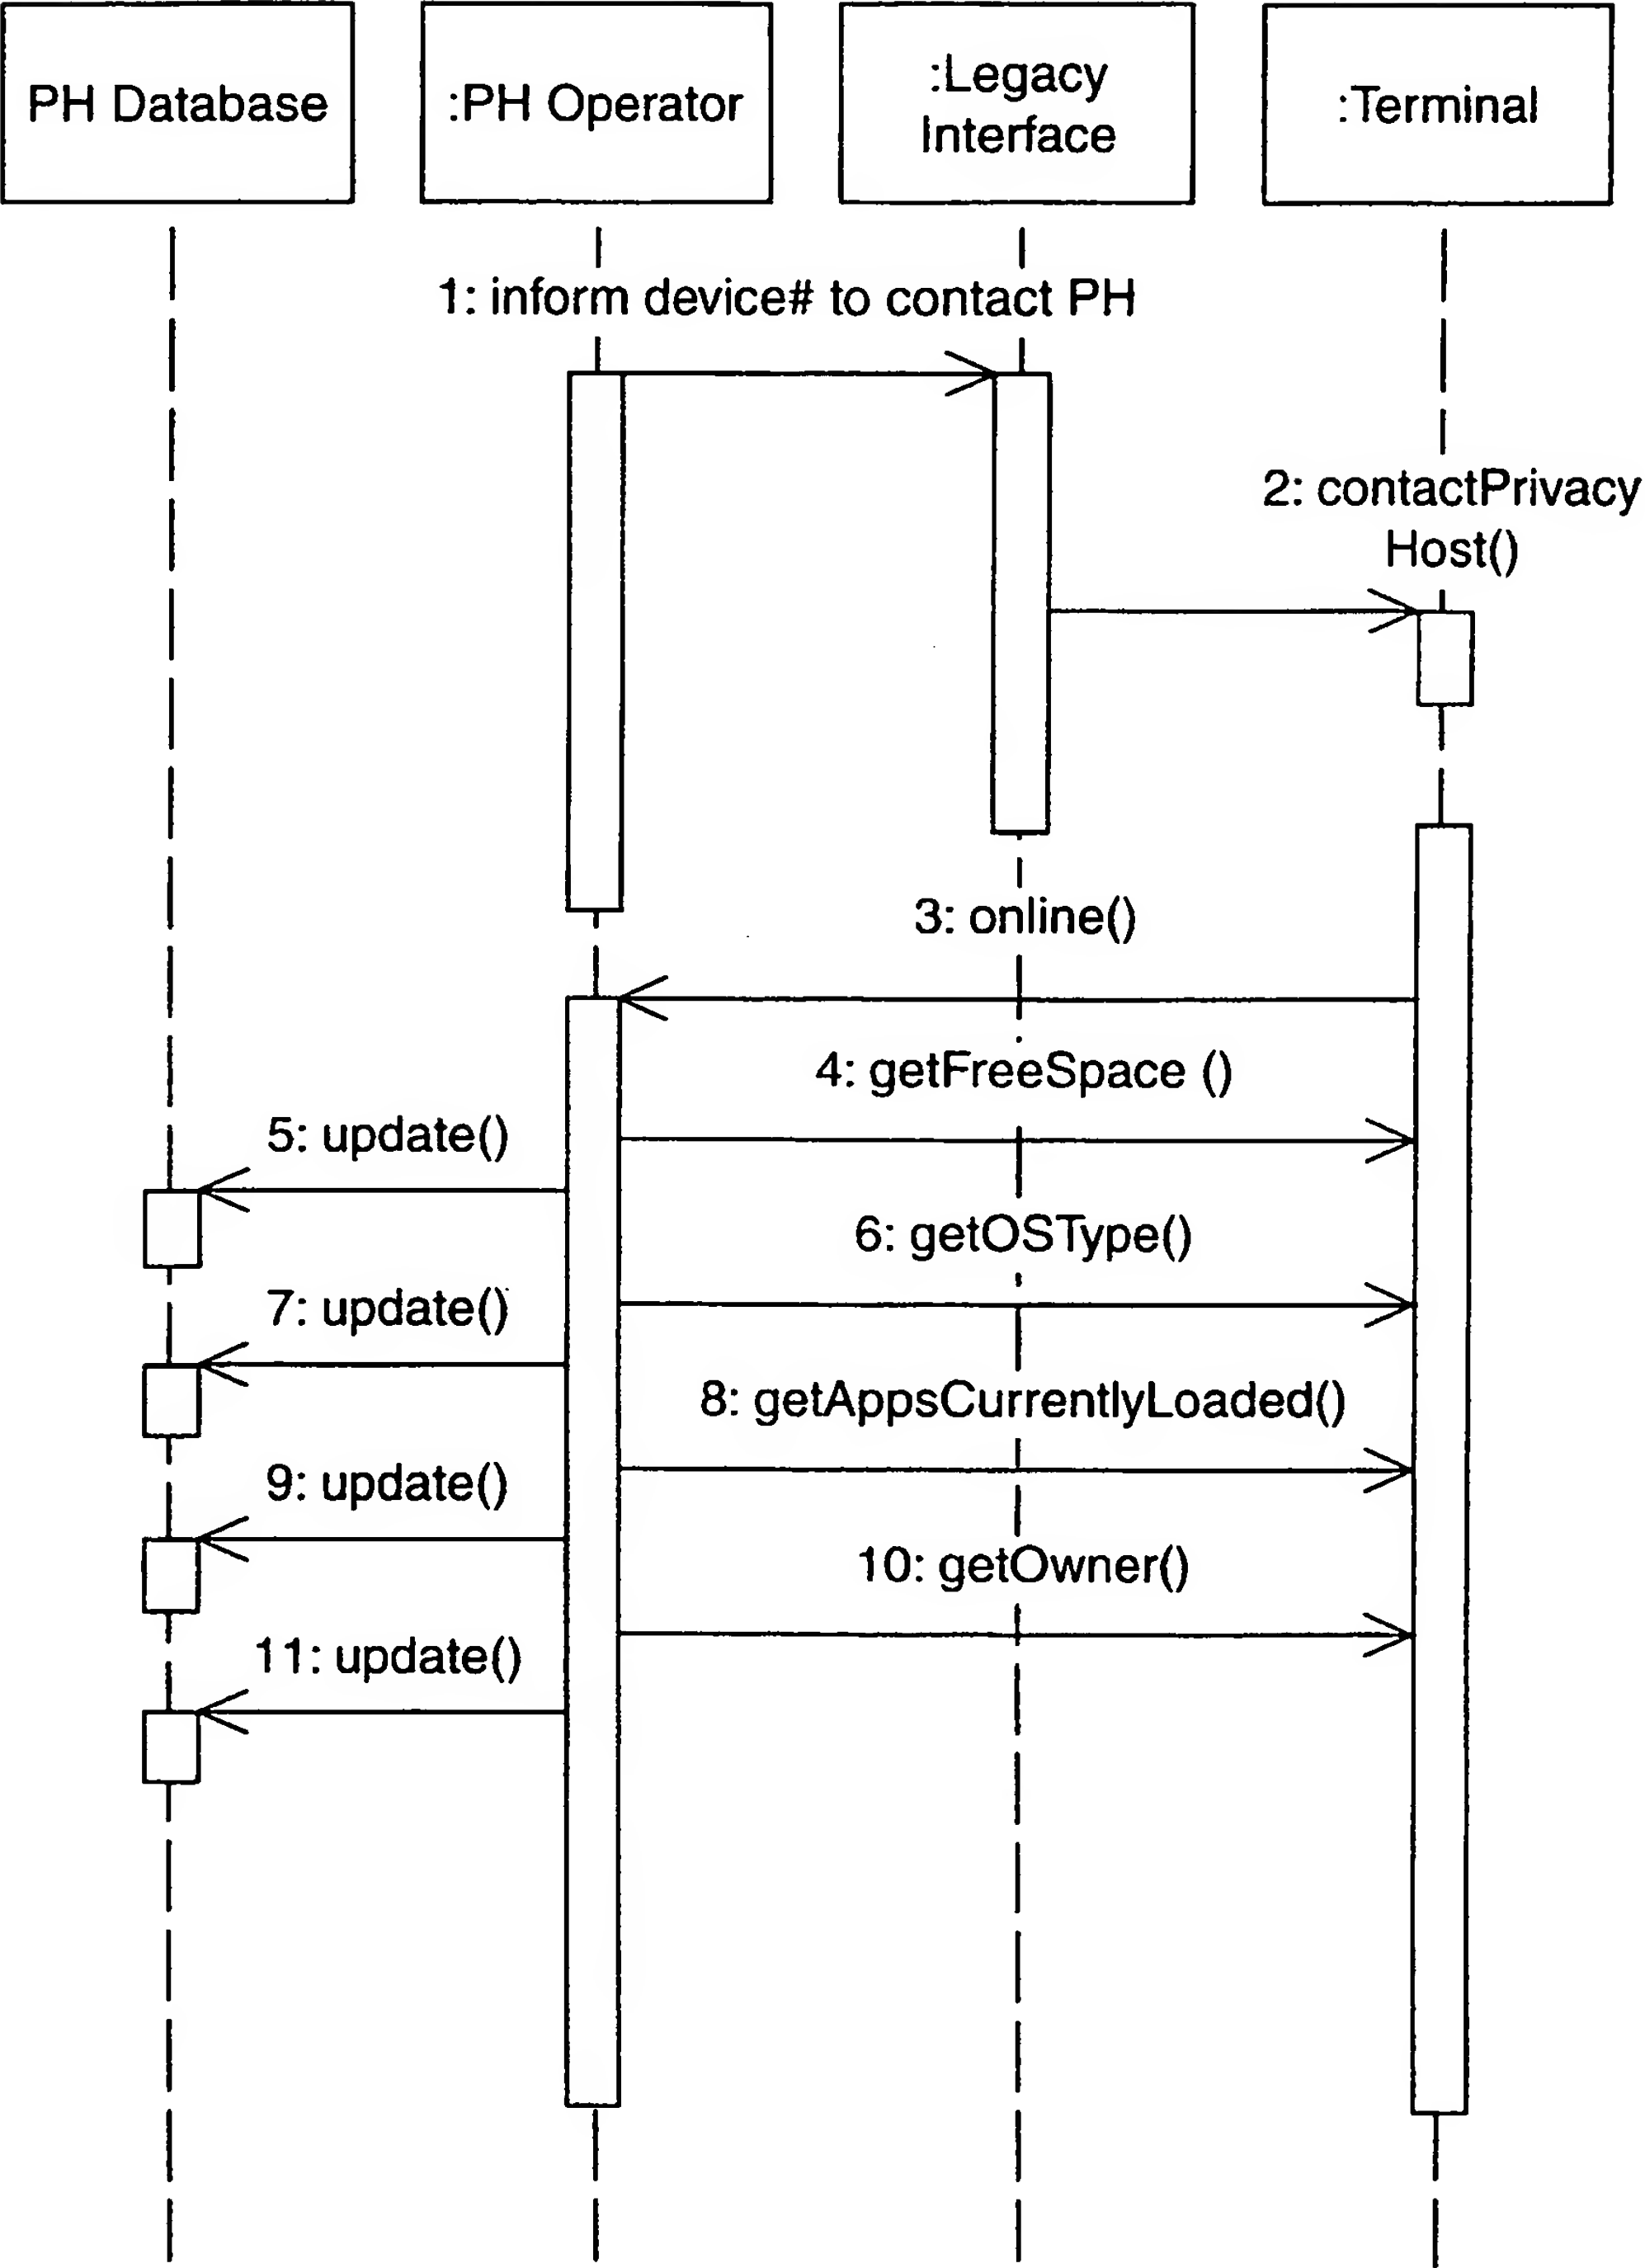 PH Database
:PH Operator
:Legacy
Interface
:Terminal
1: inform device# to contact PH
2: contactPrivacy
Host()
3: online()
4: getFreeSpace ()
5: update()
6: getOSType()
7: update()
8: getAppsCurrentlyLoaded()
9: update()
10: getOwner()
11: update()